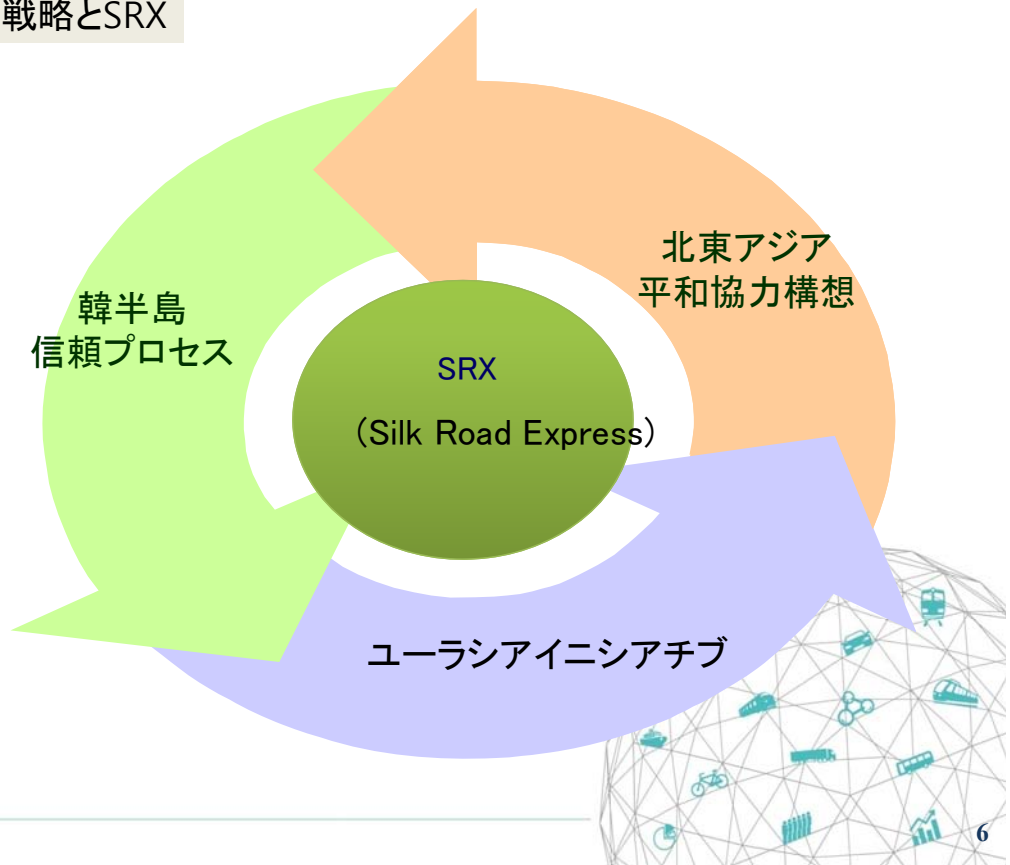 戦略とSRX
北東アジア
平和協力構想
韓半島
信頼プロセス
SRX
（Silk Road Express）
ユーラシアイニシアチブ
6